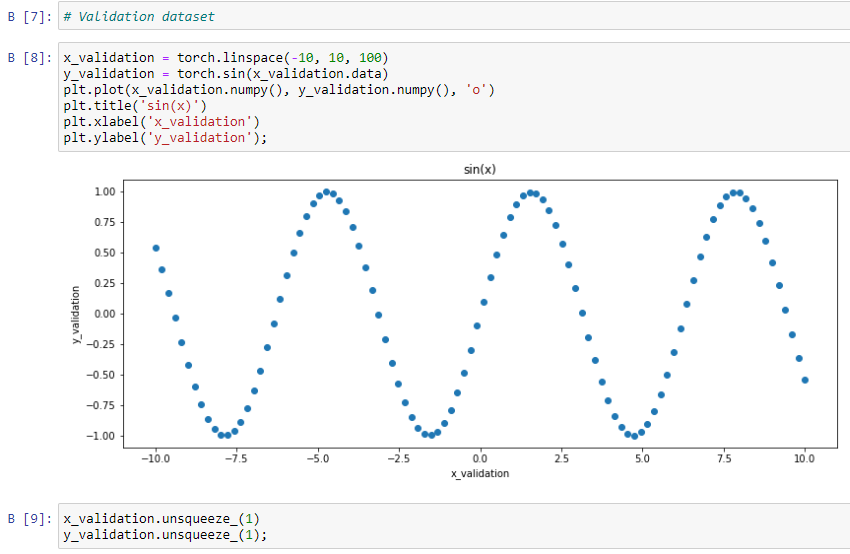 B [7]: # Validation dataset
B [8]: x_validation = torch.linspace(-10, 10, 100)
y_validation = torch.sin(x_validation.data)
plt.plot(x_validation.numpy(), y_validation.numpy(), 'o')
plt.title('sin(x)')
plt.xlabel('x_validation')
plt.ylabel('y_validation');
sin(x)
1.00
0.75
0.50
0.25
0.00
−0.25
−0.50
−0.75
−1.00
y_validation
−10.0 −7.5 −5.0 −2.5 0.0 2.5 5.0 7.5 10.0
x_validation
B [9]: x_validation.unsqueeze_(1)
y_validation.unsqueeze_(1);